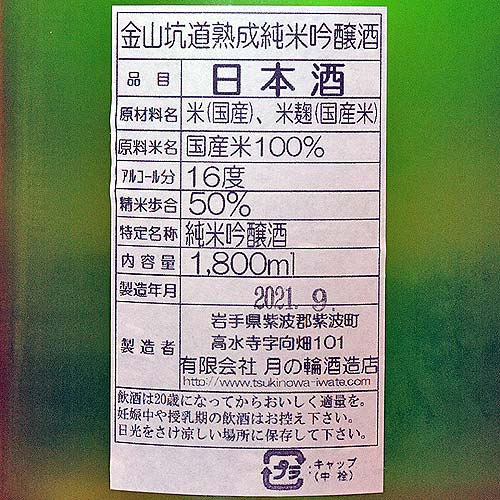 金山坑道熟成純米吟醸酒
品目 日本酒
原材料名 米(国産)、米麹(国産米)
原料米名 国産米100%
アルコール分 16度
精米歩合 50%
特定名称 純米吟醸酒
内容量 1,800ml
製造年月 2021.9.
製造者 岩手県紫波郡紫波町
高水寺字向畑101
有限会社 月の輪酒造店
http://www.tsukinowa-iwate.com
飲酒は20歳になってからおいしく適量を。
妊娠中や授乳期の飲酒はお控え下さい。
日光をさけ涼しい場所に保存して下さい。
プラ キャップ
(中栓)